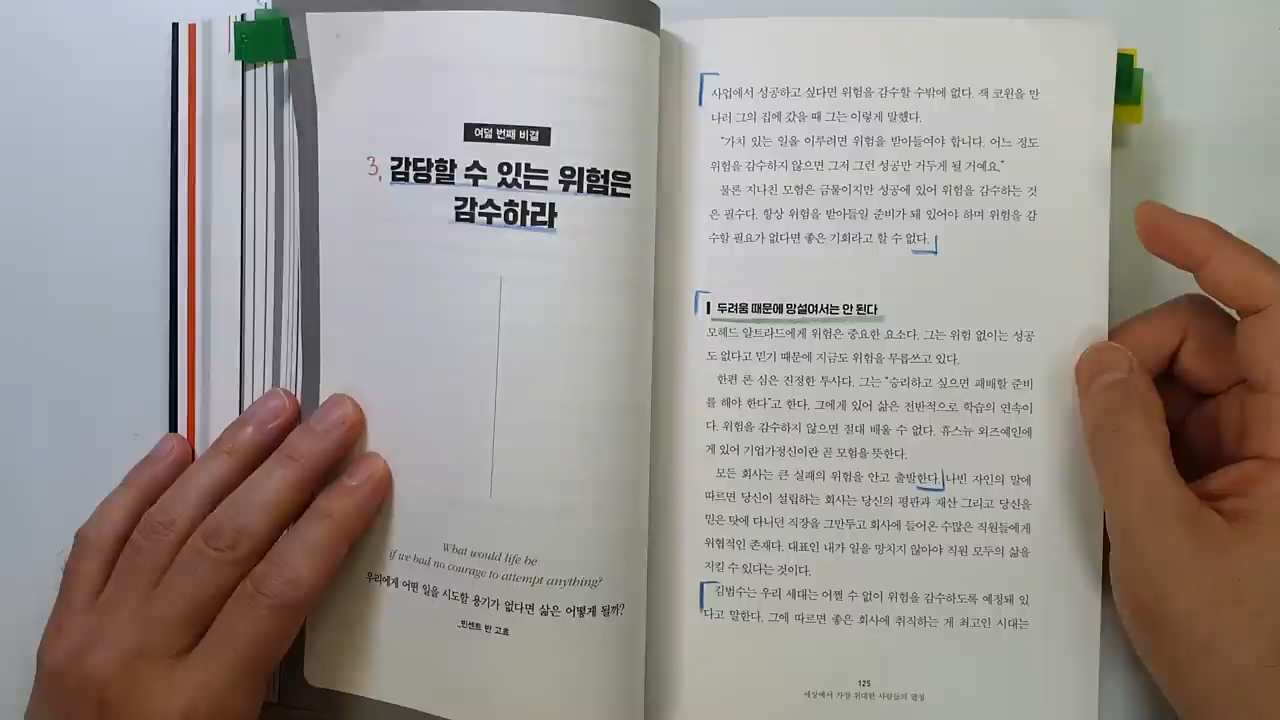 여덟 번째 비결
3, 감당할 수 있는 위험은
감수하라
What would life be
if we had no courage to attempt anything?
우리에게 어떤 일을 시도할 용기가 없다면 삶은 어떻게 될까?
_빈센트 반 고흐
사업에서 성공하고 싶다면 위험을 감수할 수밖에 없다. 잭 코윈을 만
나러 그의 집에 갔을 때 그는 이렇게 말했다.
“가치 있는 일을 이루려면 위험을 받아들여야 합니다. 어느 정도
위험을 감수하지 않으면 그저 그런 성공만 거두게 될 거예요.”
물론 지나친 모험은 금물이지만 성공에 있어 위험을 감수하는 것
은 필수다. 항상 위험을 받아들일 준비가 돼 있어야 하며 위험을 감
수할 필요가 없다면 좋은 기회라고 할 수 없다.
두려움 때문에 망설여서는 안 된다
모헤드 알트라드에게 위험은 중요한 요소다. 그는 위험 없이는 성공
도 없다고 믿기 때문에 지금도 위험을 무릅쓰고 있다.
한편 론 심은 진정한 투사다. 그는 “승리하고 싶으면 패배할 준비
를 해야 한다”고 한다. 그에게 있어 삶은 전반적으로 학습의 연속이
다. 위험을 감수하지 않으면 절대 배울 수 없다. 휴스뉴 외즈예인에
게 있어 기업가정신이란 곧 모험을 뜻한다.
모든 회사는 큰 실패의 위험을 안고 출발한다. 나빈 자인의 말에
따르면 당신이 설립하는 회사는 당신의 평판과 재산 그리고 당신을
믿은 탓에 다니던 직장을 그만두고 회사에 들어온 수많은 직원들에게
위협적인 존재다. 대표인 내가 일을 망치지 않아야 직원 모두의 삶을
지킬 수 있다는 것이다.
김범수는 우리 세대는 어쩔 수 없이 위험을 감수하도록 예정돼 있
다고 말한다. 그에 따르면 좋은 회사에 취직하는 게 최고인 시대는
125
세상에서 가장 위대한 사람들의 열정